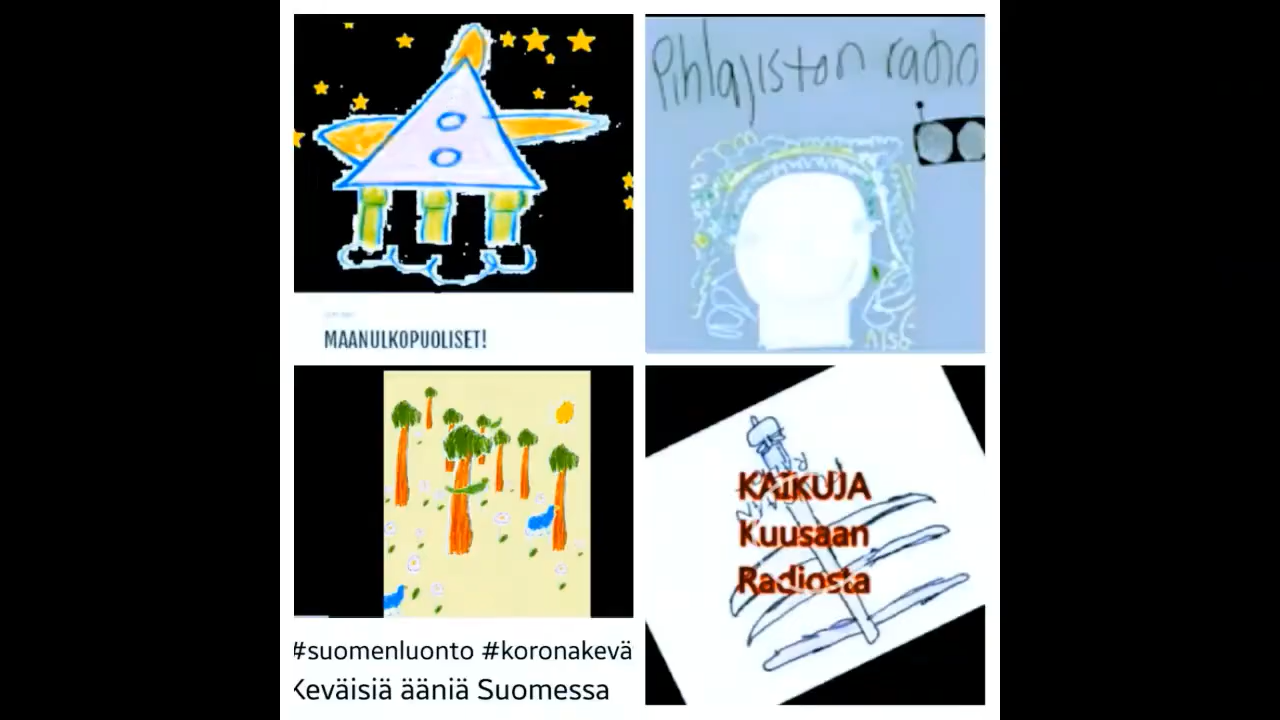 MAANULKOPUOLISET!
Pihlajiston radio
#suomenluonto #koronakevä
Keväisiä ääniä Suomessa
KAIKUJA
Kuusaan
Radiosta